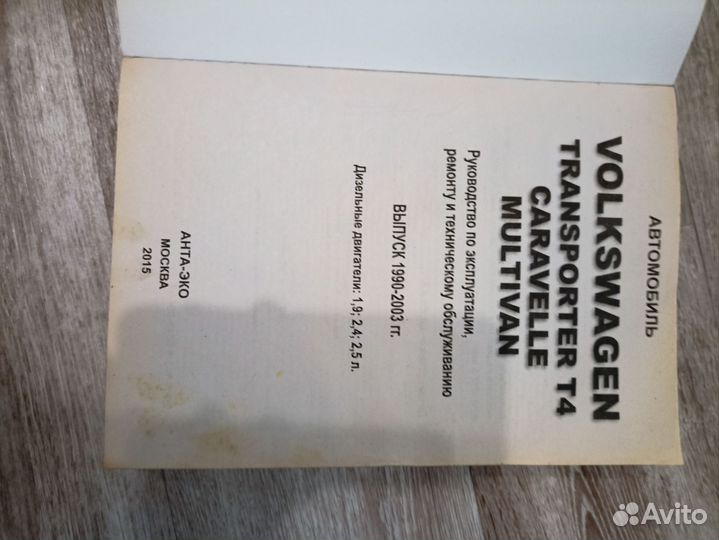 АВТОМОБИЛЬ
VOLKSWAGEN
TRANSPORTER T4
CARAVELLE
MULTIVAN
Руководство по эксплуатации,
ремонту и техническому обслуживанию
ВЫПУСК 1990-2003 гг.
Дизельные двигатели: 1,9; 2,4; 2,5 л.
АНТА-ЭКО
МОСКВА
2015
Avito